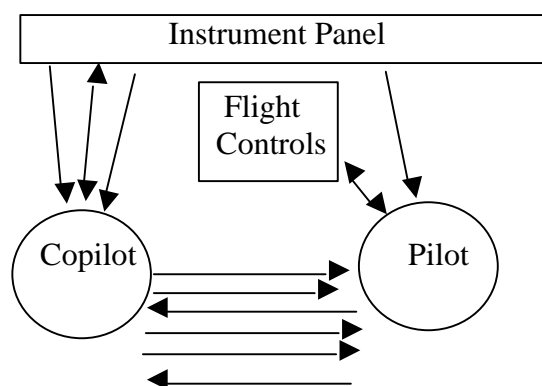 Instrument Panel
Flight
Controls
Copilot
Pilot